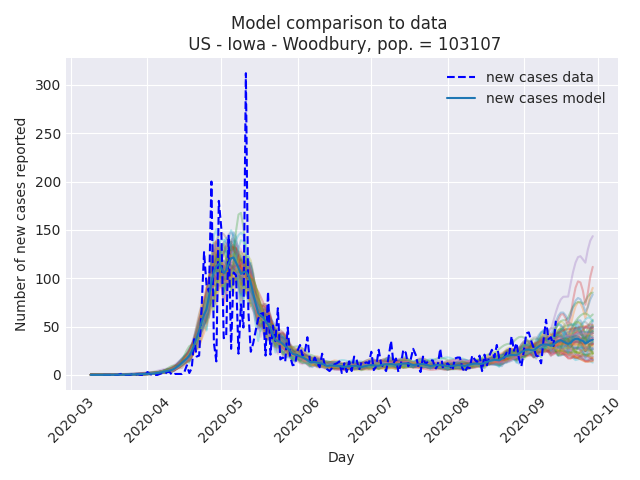 Model comparison to data
US - Iowa - Woodbury, pop. = 103107
new cases data
new cases model
Number of new cases reported
300
250
200
150
100
50
0
2020-03
2020-04
2020-05
2020-06
2020-07
2020-08
2020-09
2020-10
Day